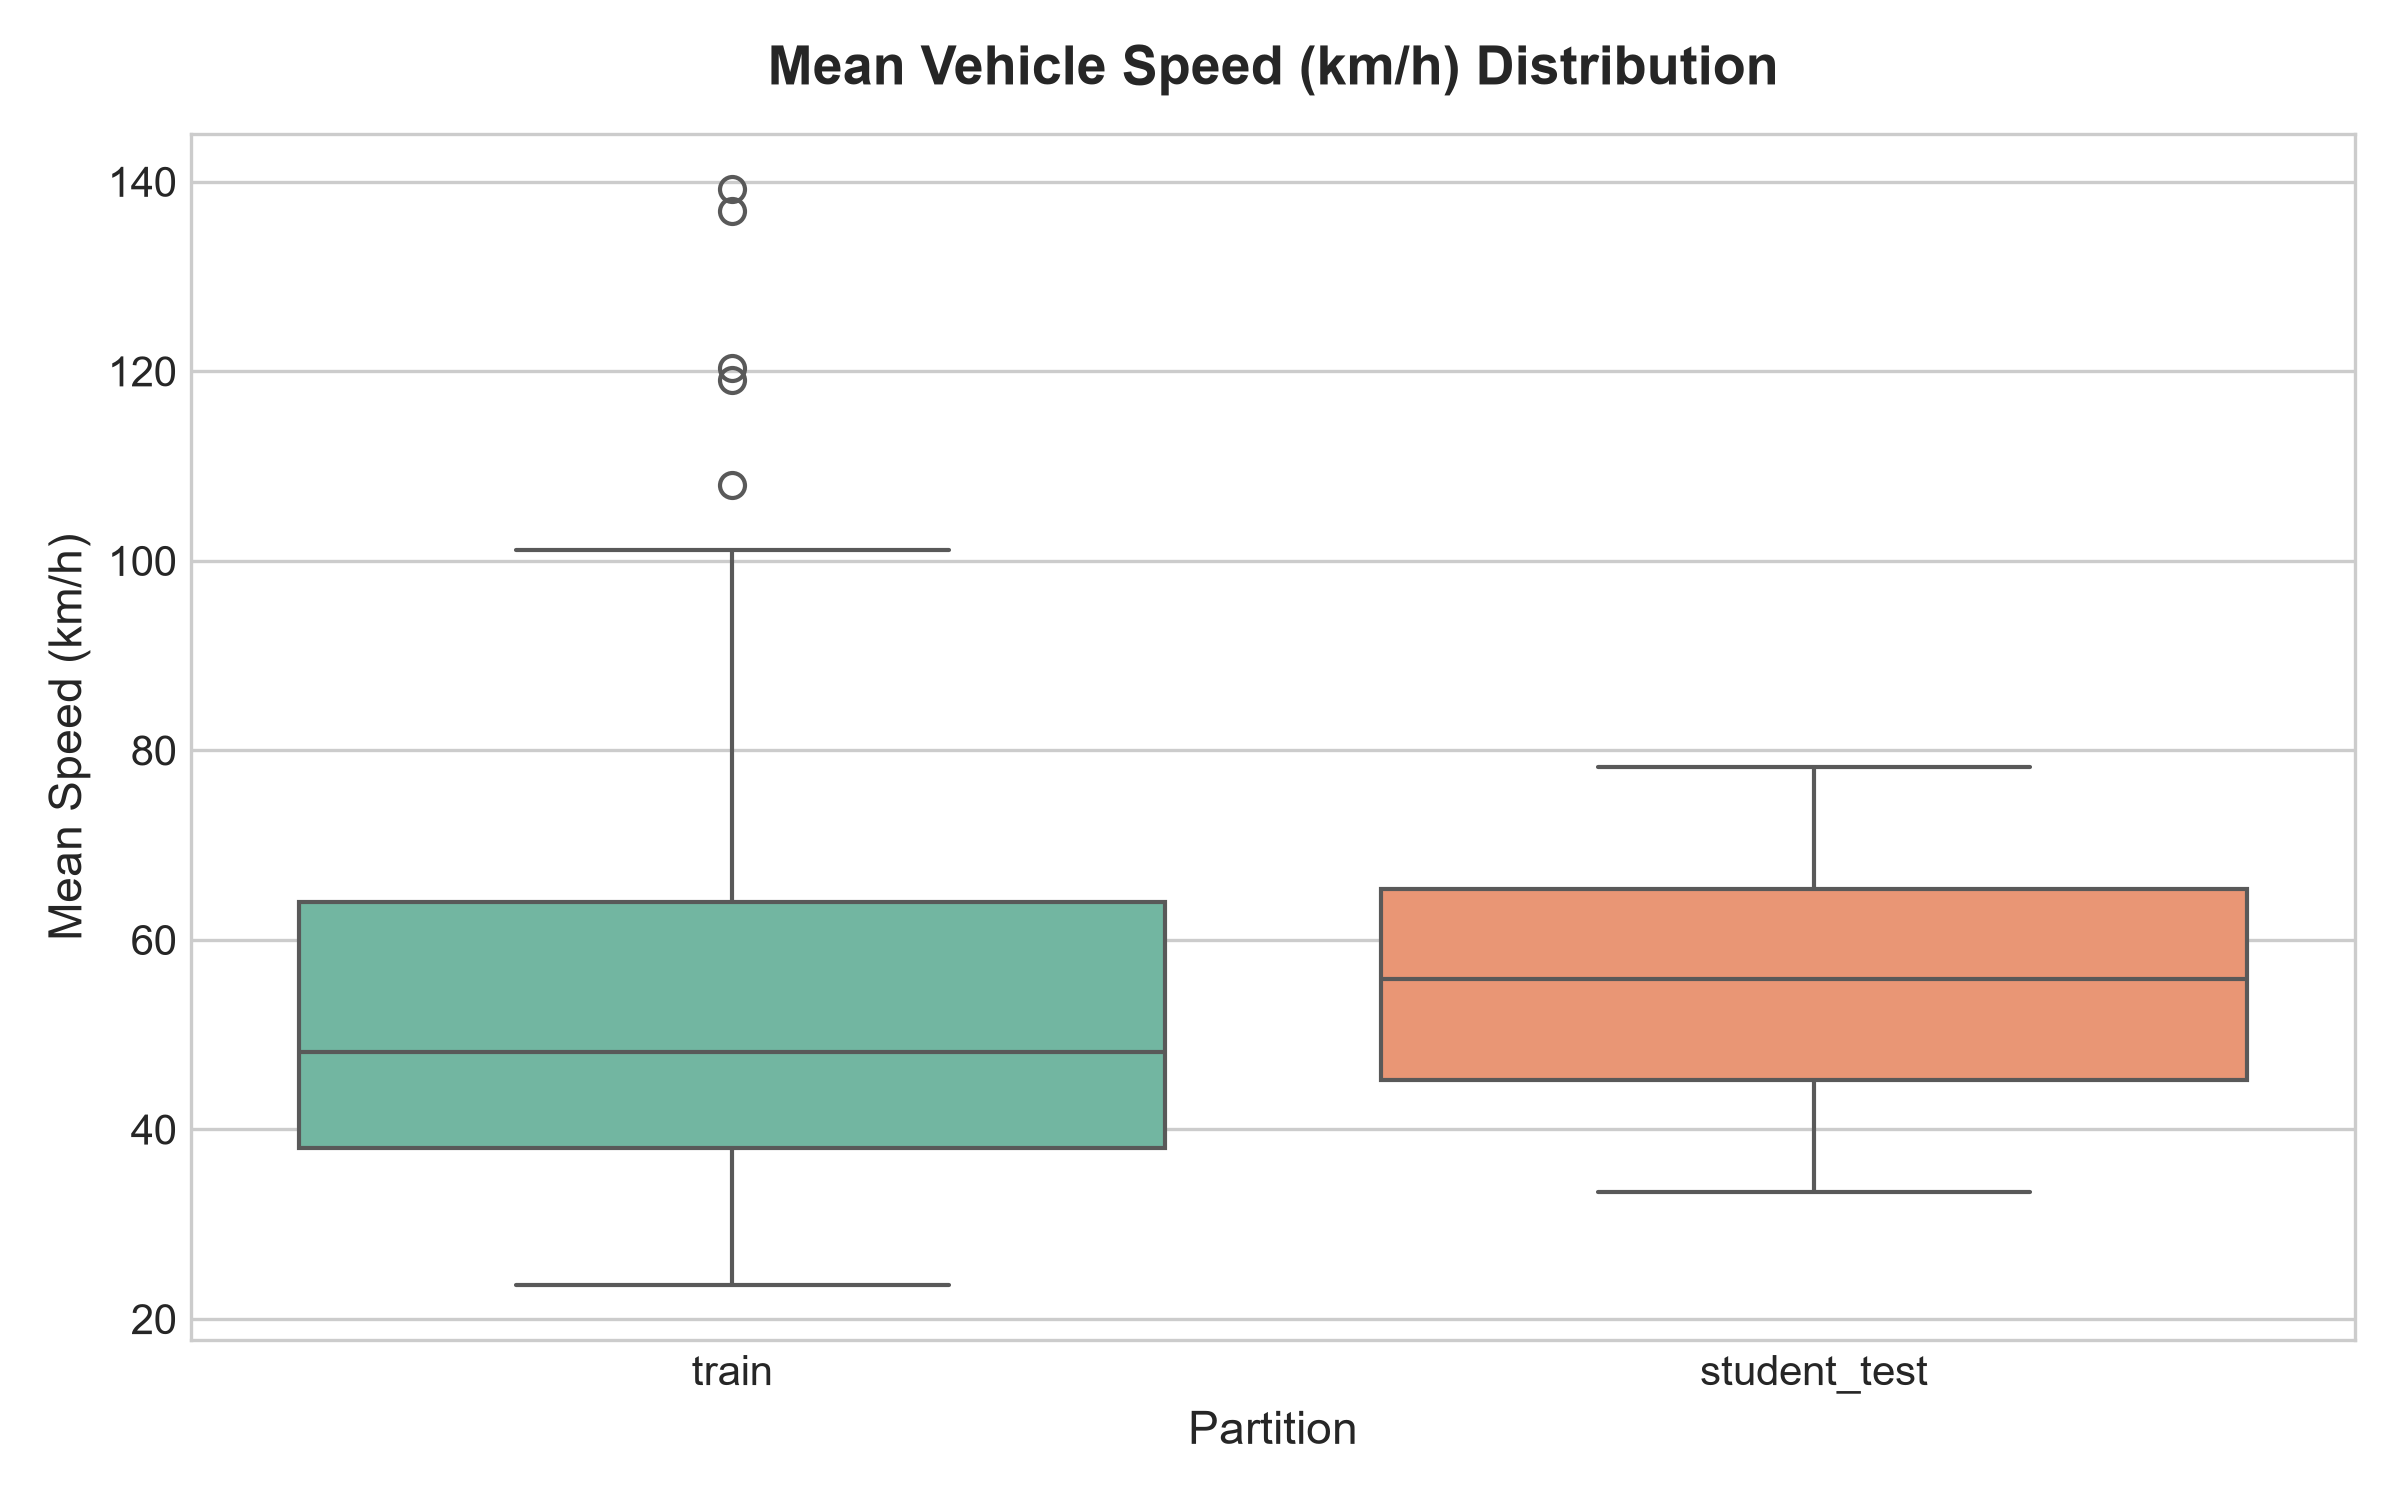 Mean Vehicle Speed (km/h) Distribution
Mean Speed (km/h)
140
120
100
80
60
40
20
train
student_test
Partition